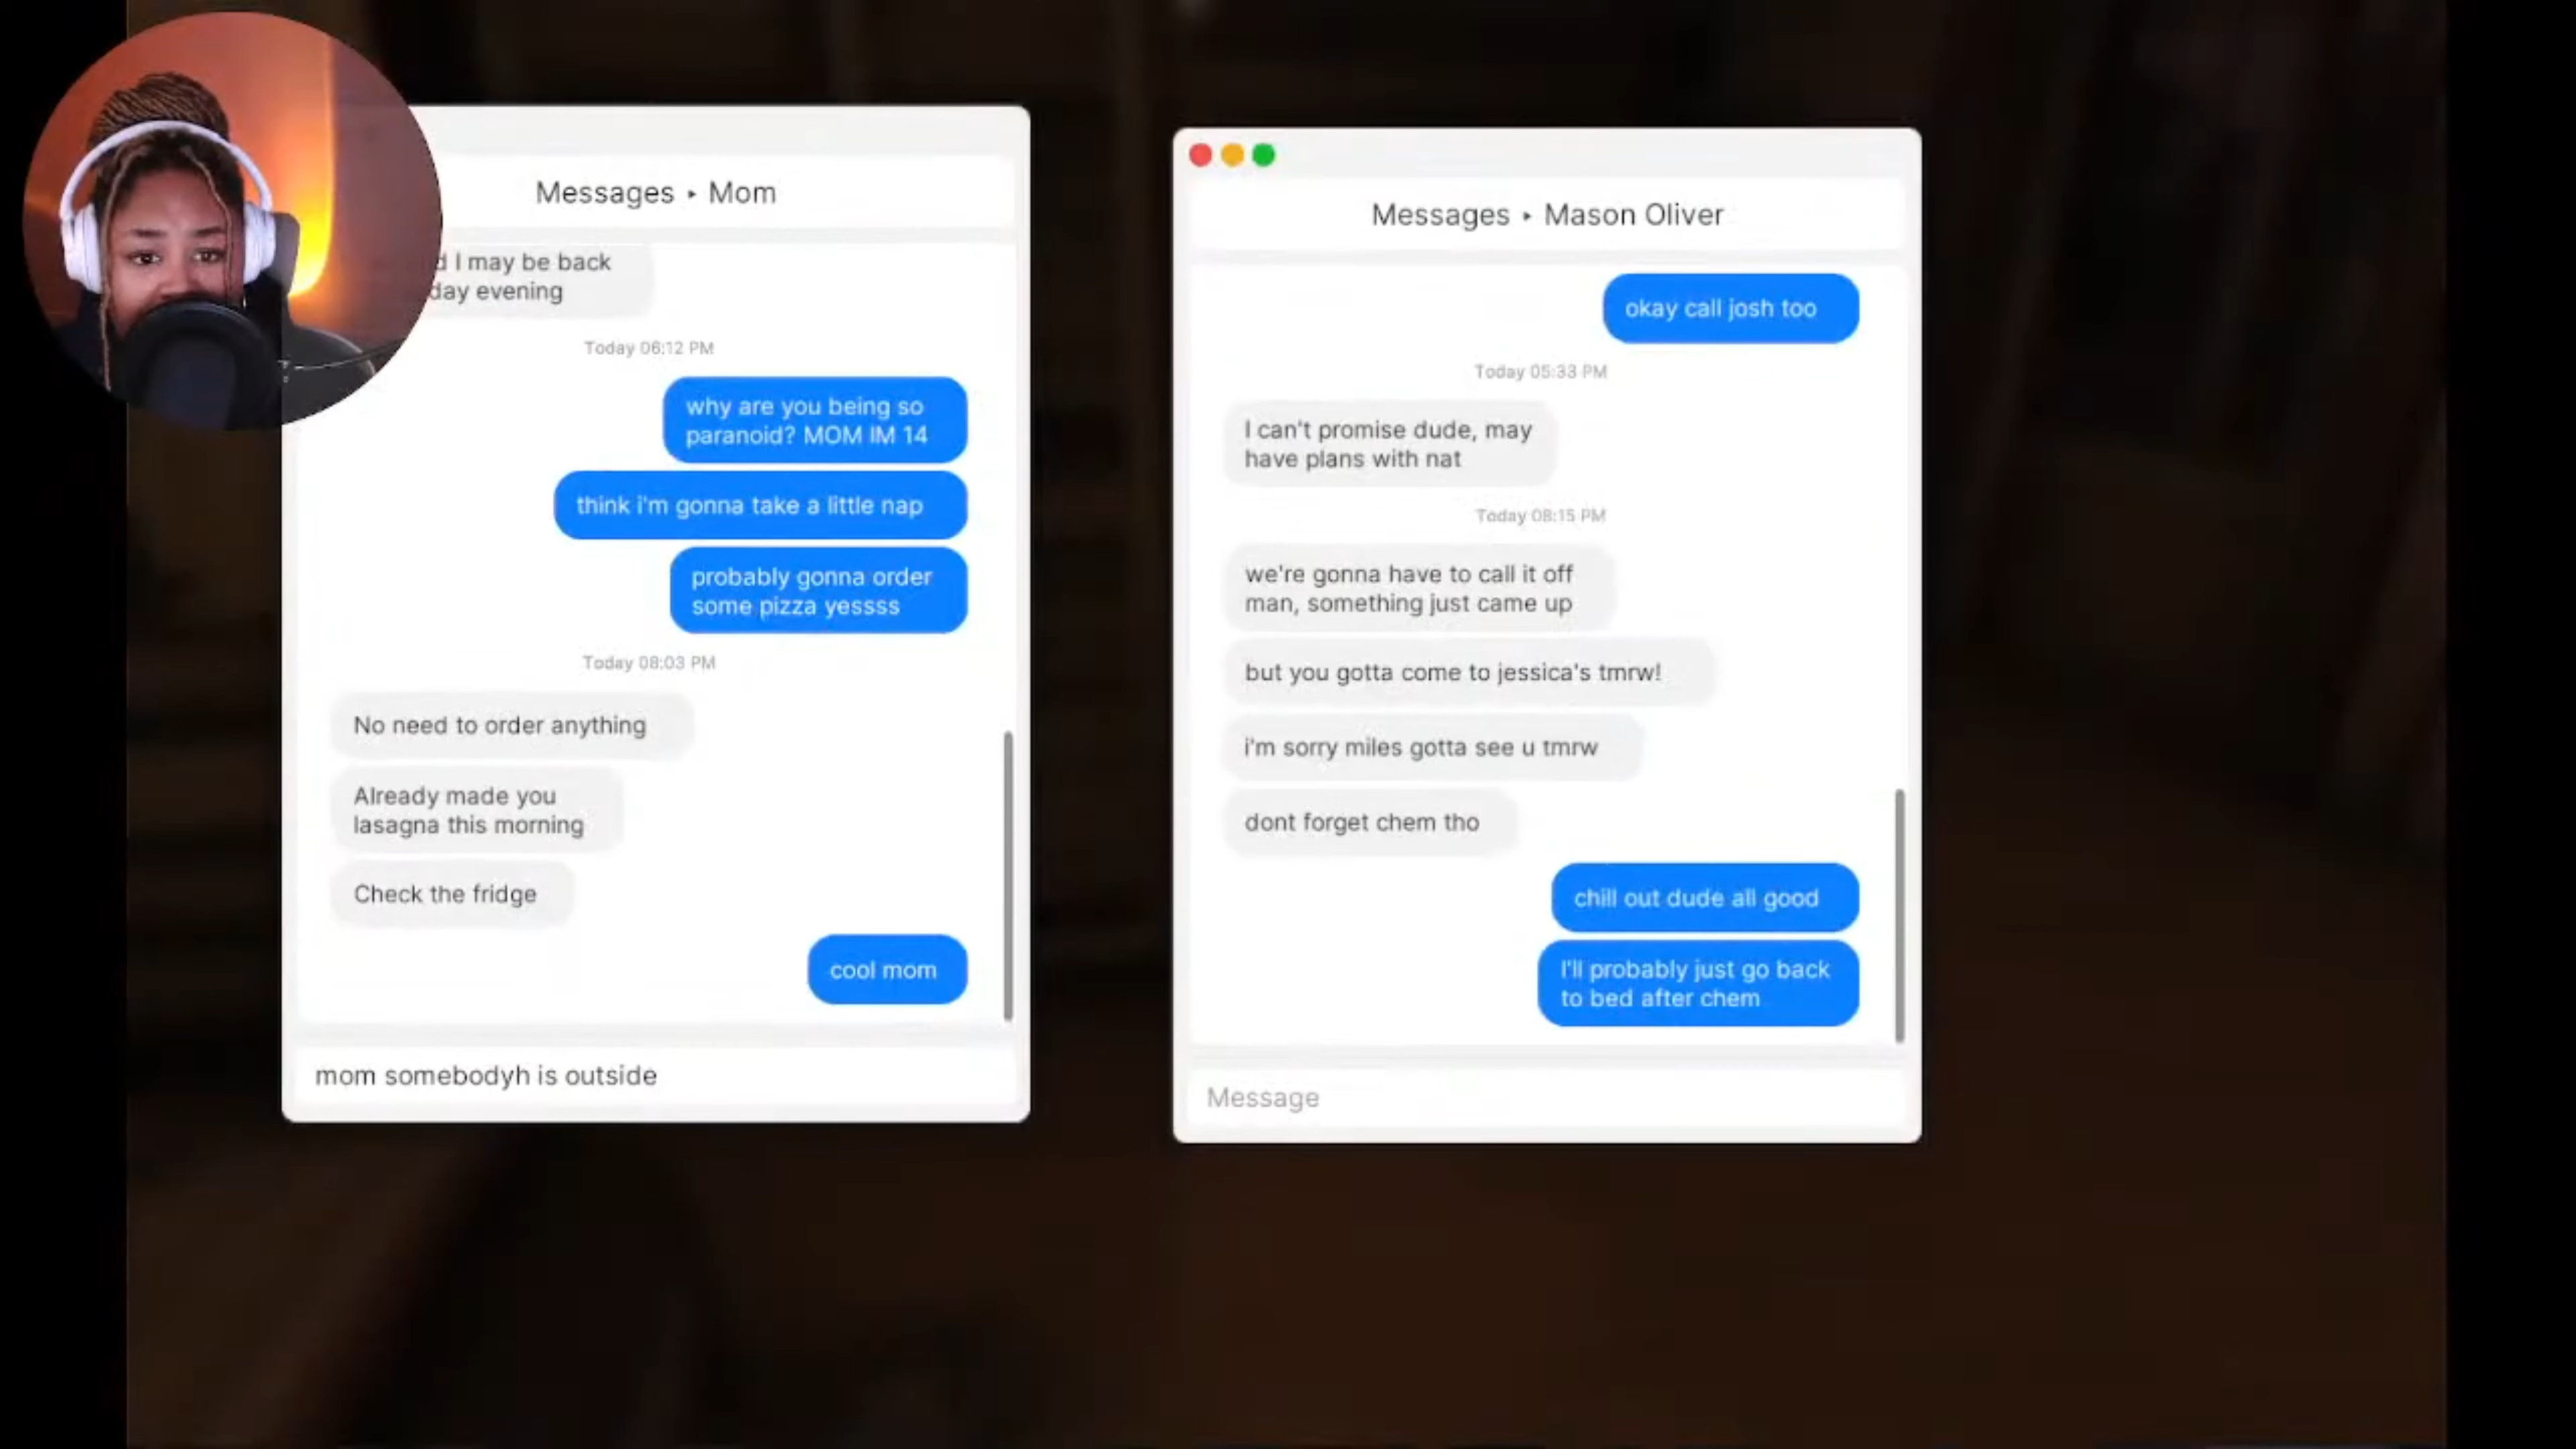 Messages ‣ Mom
d I may be back
day evening
Today 06:12 PM
why are you being so
paranoid? MOM IM 14
think i'm gonna take a little nap
probably gonna order
some pizza yessss
Today 08:03 PM
No need to order anything
Already made you
lasagna this morning
Check the fridge
cool mom
mom somebodyh is outside
Messages ‣ Mason Oliver
okay call josh too
Today 05:33 PM
I can't promise dude, may
have plans with nat
Today 08:15 PM
we're gonna have to call it off
man, something just came up
but you gotta come to jessica's tmrw!
i'm sorry miles gotta see u tmrw
dont forget chem tho
chill out dude all good
I'll probably just go back
to bed after chem
Message